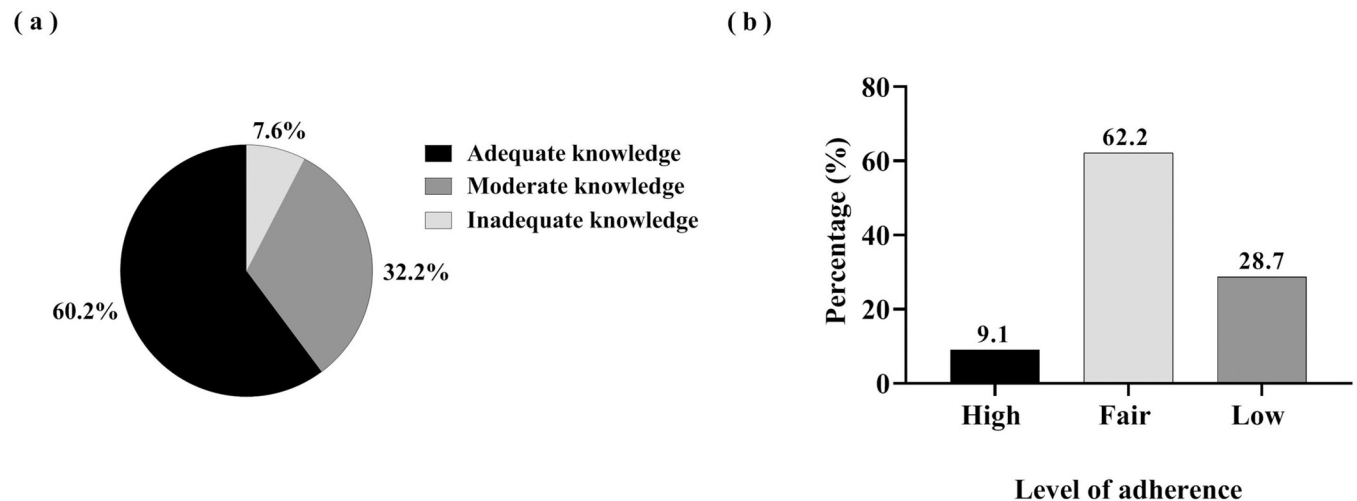 ( a )
7.6%
32.2%
60.2%
Adequate knowledge
Moderate knowledge
Inadequate knowledge
( b )
Percentage (%)
80
60
40
20
0
9.1
62.2
28.7
High Fair Low
Level of adherence